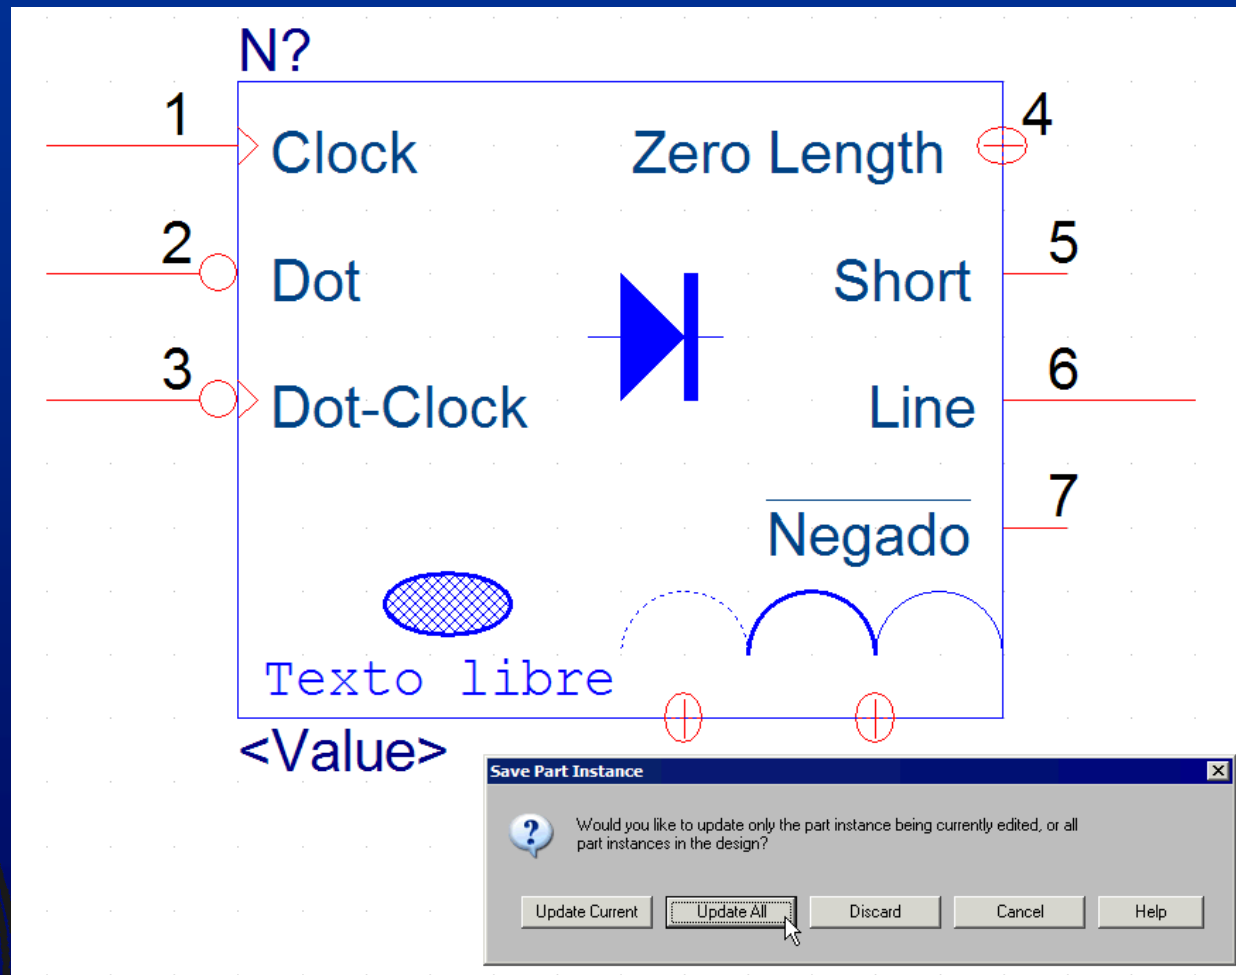 N?
1
Clock
Zero Length
4
2
Dot
Short
5
3
Dot-Clock
Line
6
Negado
7
Texto libre
<Value>
Save Part Instance
Would you like to update only the part instance being currently edited, or all
part instances in the design?
Update Current
Update All
Discard
Cancel
Help